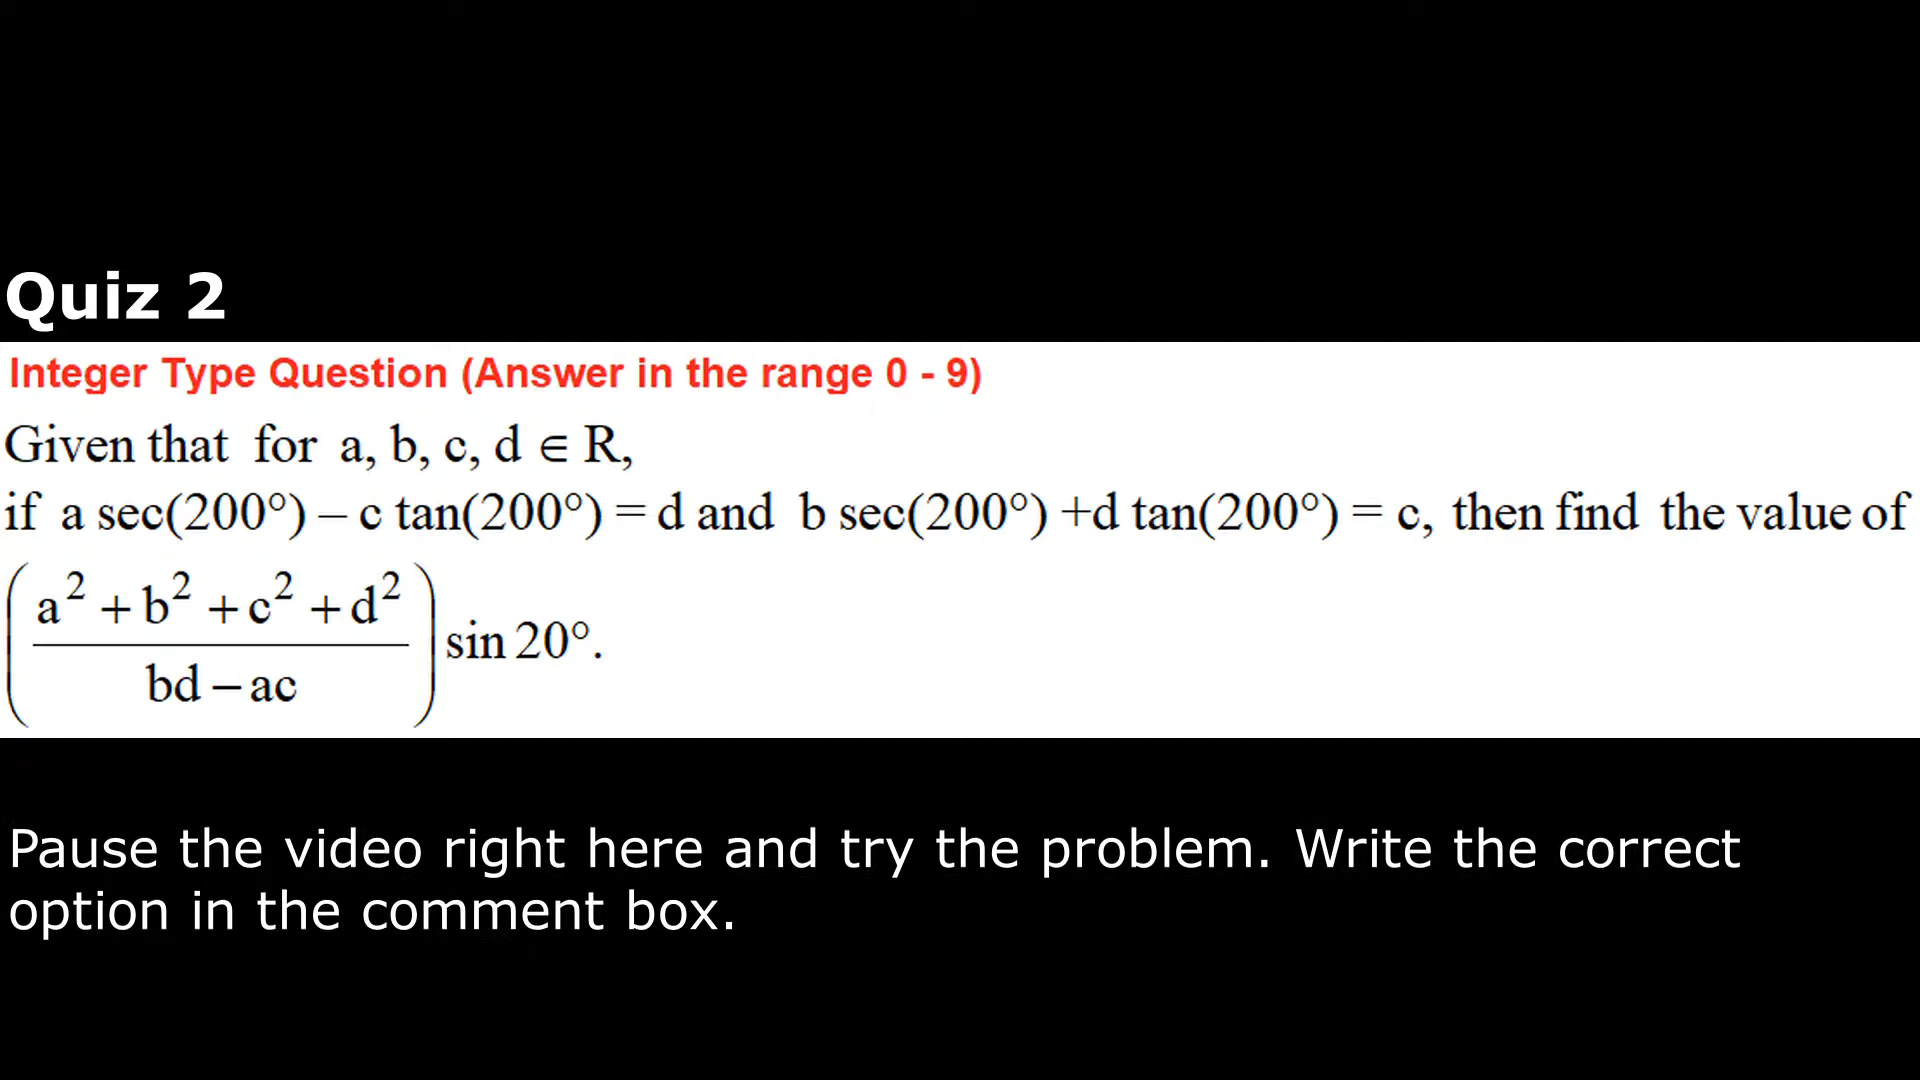 Quiz 2
Integer Type Question (Answer in the range 0 - 9)
Given that for a, b, c, d ∈ R,
if a sec(200°) – c tan(200°) = d and b sec(200°) +d tan(200°) = c, then find the value of
(a² + b² + c² + d² / bd – ac) sin 20°.
Pause the video right here and try the problem. Write the correct
option in the comment box.